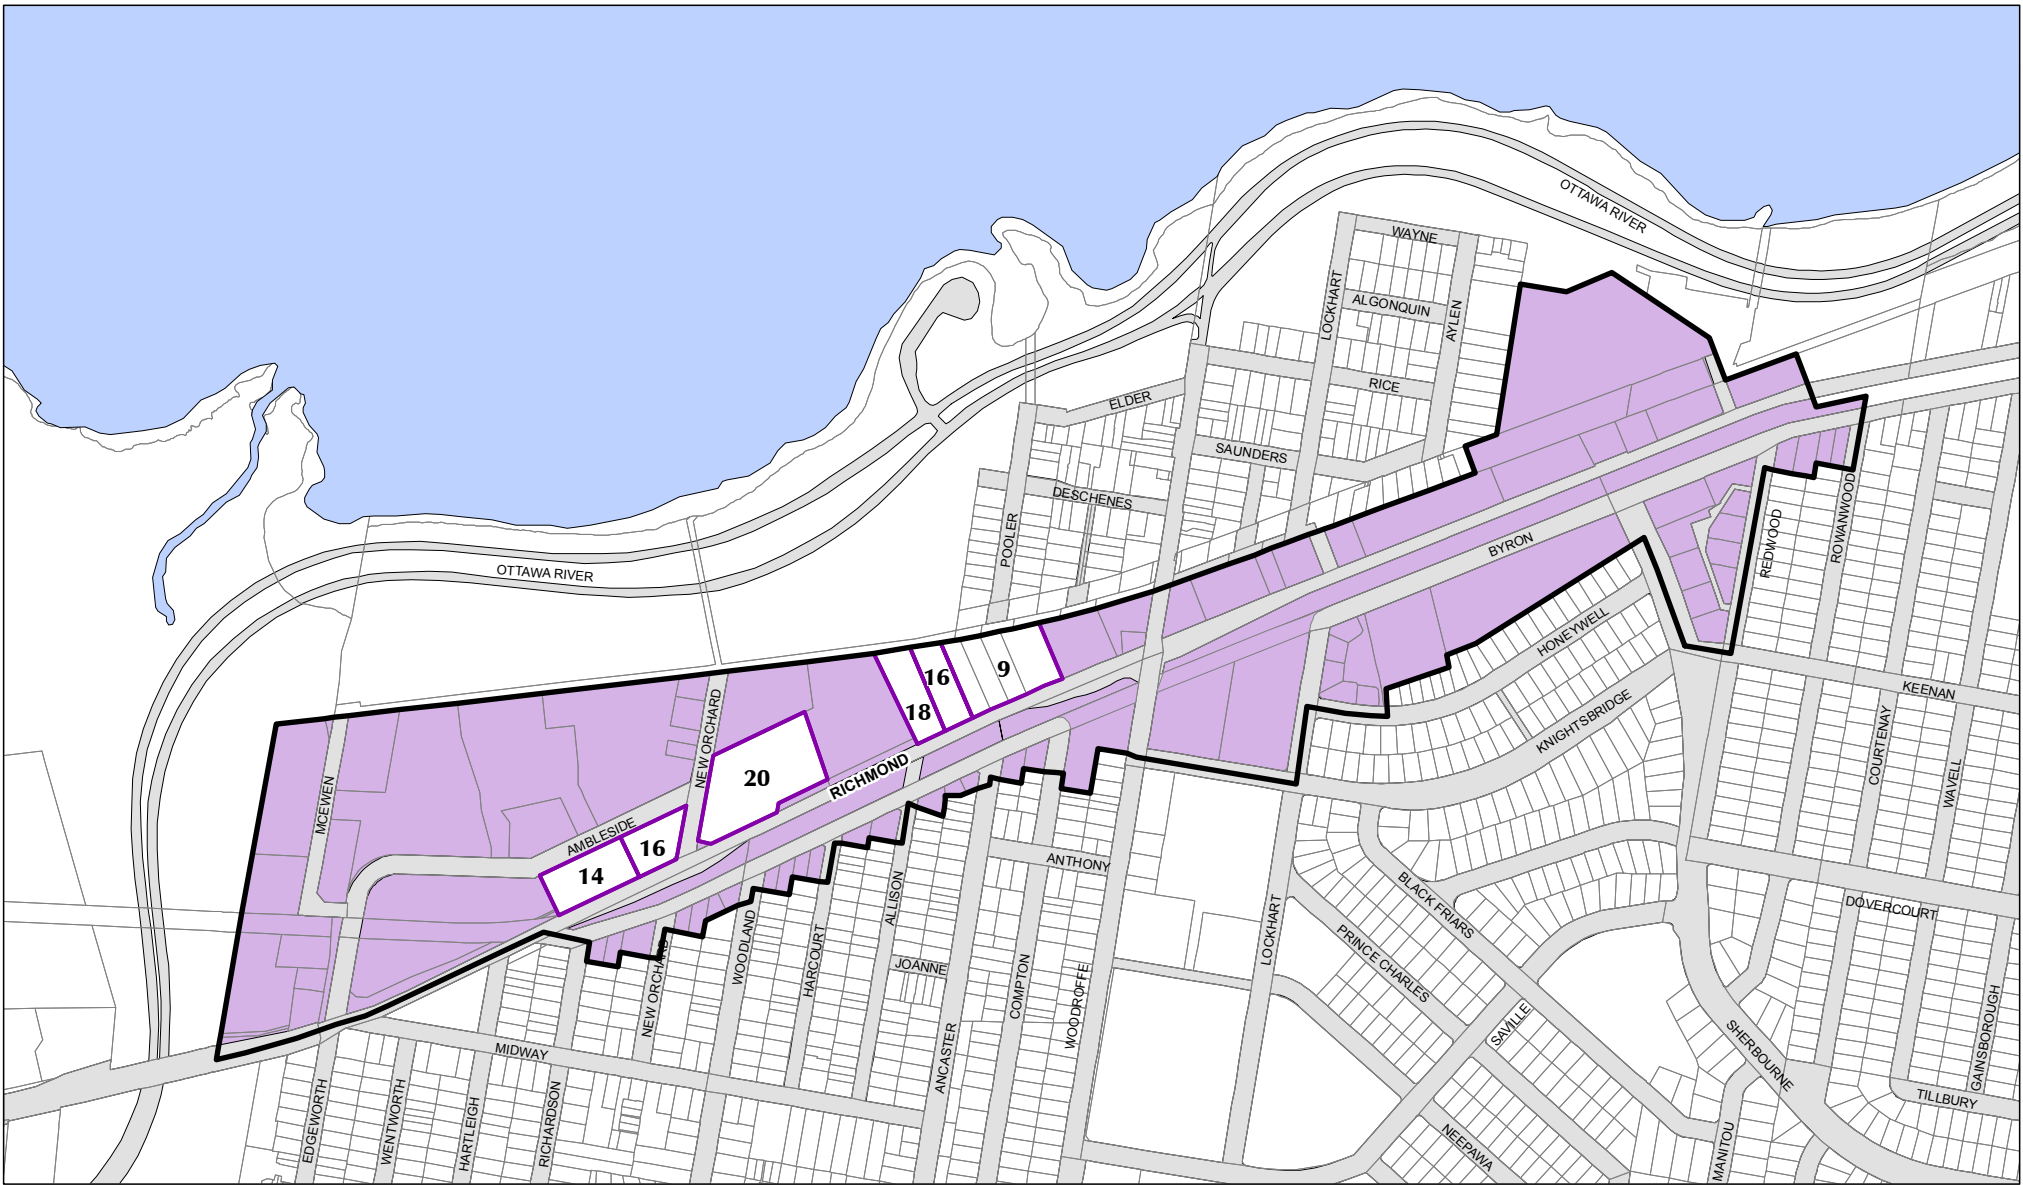 OTTAWA RIVER
WAYNE
LOCKHART
ALGONQUIN
AYLEN
RICE
ELDER
SAUNDERS
DESCHENES
POOLER
OTTAWA RIVER
BYRON
REDWOOD
ROWANWOOD
HONEYWELL
KEENAN
KNIGHTSBRIDGE
COURTENAY
WAVELL
9
16
18
NEW ORCHARD
20
RICHMOND
MCEWEN
AMBLESIDE
16
14
ANTHONY
ALLISON
BLACK FRIARS
DOVERCOURT
LOCKHART
PRINCE CHARLES
WOODLAND
HARCOURT
JOANNE
NEW ORCHARD
COMPTON
WOODROFFE
SAVILLE
SHERBOURNE
GAINSBOROUGH
MIDWAY
ANCASTER
TILLBURY
EDGEWORTH
WENTWORTH
HARTLEIGH
RICHARDSON
NEEPAWA
MANITOU